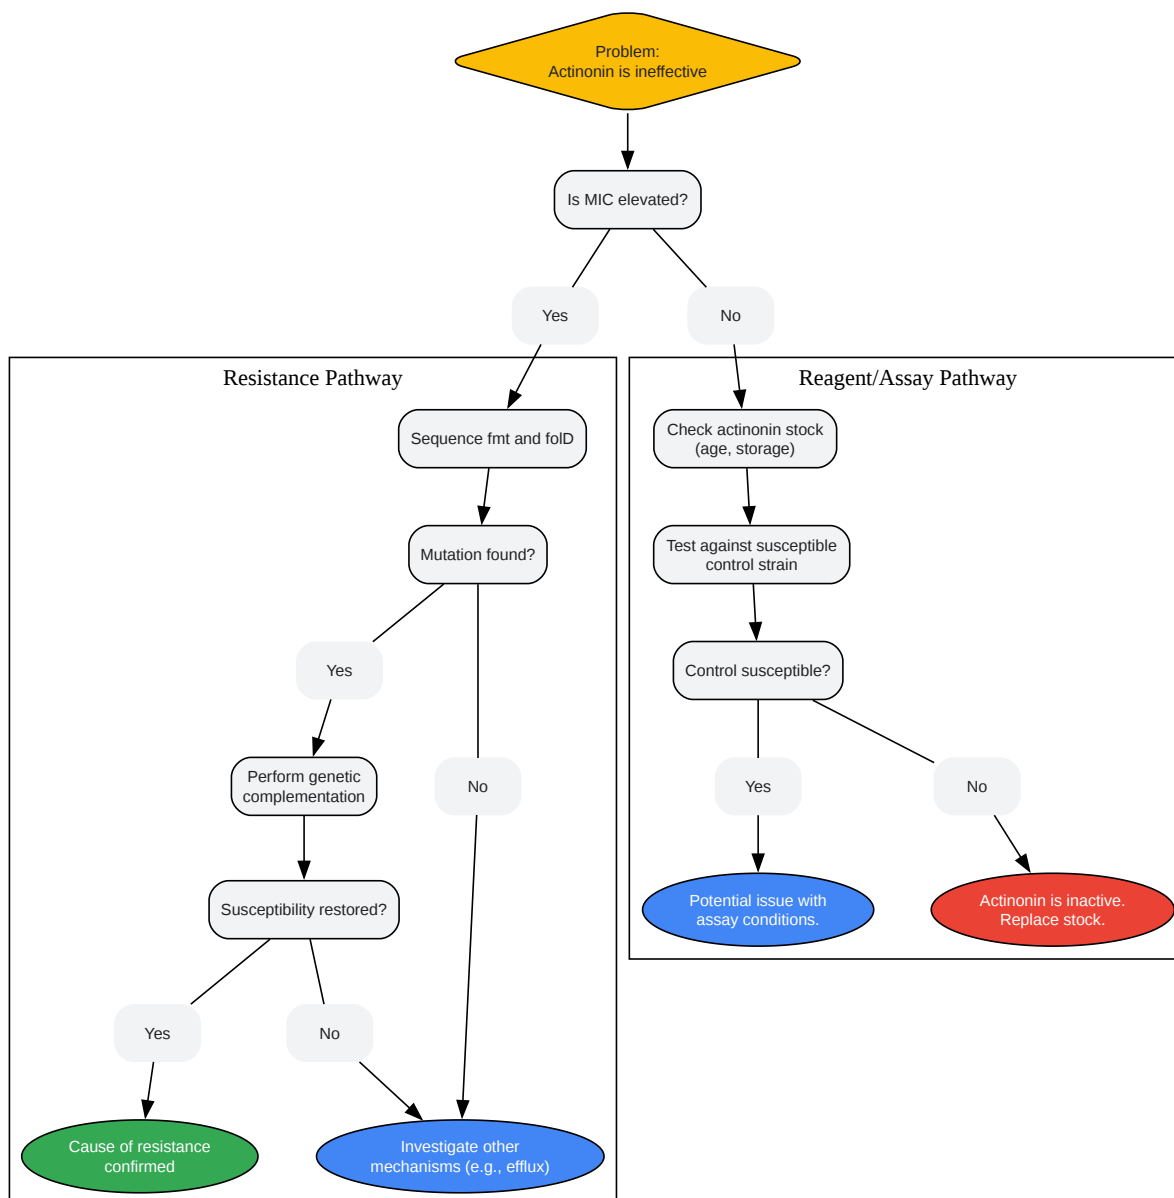 Problem:
Actinonin is ineffective
Is MIC elevated?
Yes
No
Resistance Pathway
Sequence fmt and folD
Mutation found?
Yes
Perform genetic
complementation
No
Susceptibility restored?
Yes
No
Cause of resistance
confirmed
Investigate other
mechanisms (e.g., efflux)
Reagent/Assay Pathway
Check actinonin stock
(age, storage)
Test against susceptible
control strain
Control susceptible?
Yes
No
Potential issue with
assay conditions.
Actinonin is inactive.
Replace stock.